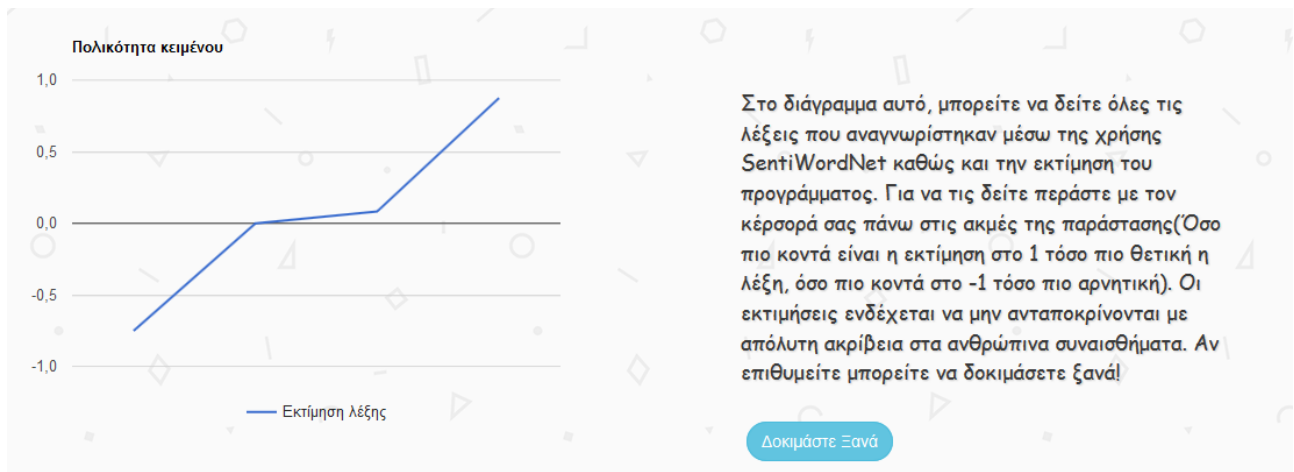 Πολικότητα κειμένου
1,0
0,5
0,0
-0,5
-1,0
Εκτίμηση λέξης
Στο διάγραμμα αυτό, μπορείτε να δείτε όλες τις
λέξεις που αναγνωρίστηκαν μέσω της χρήσης
SentiWordNet καθώς και την εκτίμηση του
προγράμματος. Για να τις δείτε περάστε με τον
κέρσορά σας πάνω στις ακμές της παράστασης(Όσο
πιο κοντά είναι η εκτίμηση στο 1 τόσο πιο θετική η
λέξη, όσο πιο κοντά στο -1 τόσο πιο αρνητική). Οι
εκτιμήσεις ενδέχεται να μην ανταποκρίνονται με
απόλυτη ακρίβεια στα ανθρώπινα συναισθήματα. Αν
επιθυμείτε μπορείτε να δοκιμάσετε ξανά!
Δοκιμάστε Ξανά